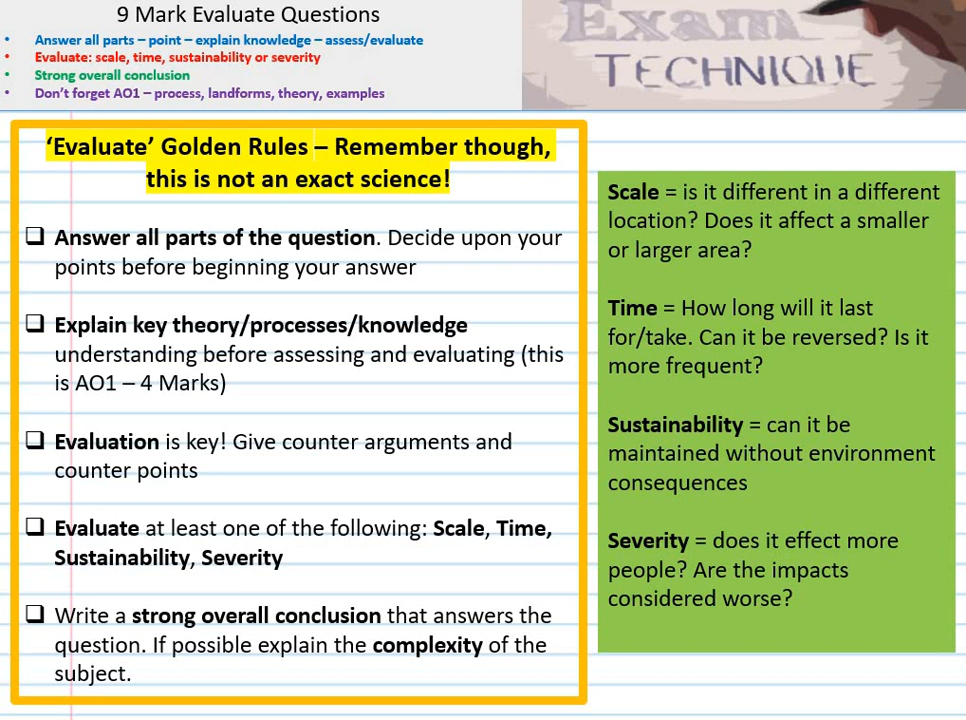 9 Mark Evaluate Questions
• Answer all parts – point – explain knowledge – assess/evaluate
• Evaluate: scale, time, sustainability or severity
• Strong overall conclusion
• Don't forget AO1 – process, landforms, theory, examples
Exam
TECHNIQUE
‘Evaluate’ Golden Rules – Remember though,
this is not an exact science!
❑ Answer all parts of the question. Decide upon your
points before beginning your answer
❑ Explain key theory/processes/knowledge
understanding before assessing and evaluating (this
is AO1 – 4 Marks)
❑ Evaluation is key! Give counter arguments and
counter points
❑ Evaluate at least one of the following: Scale, Time,
Sustainability, Severity
❑ Write a strong overall conclusion that answers the
question. If possible explain the complexity of the
subject.
Scale = is it different in a different
location? Does it affect a smaller
or larger area?
Time = How long will it last
for/take. Can it be reversed? Is it
more frequent?
Sustainability = can it be
maintained without environment
consequences
Severity = does it effect more
people? Are the impacts
considered worse?